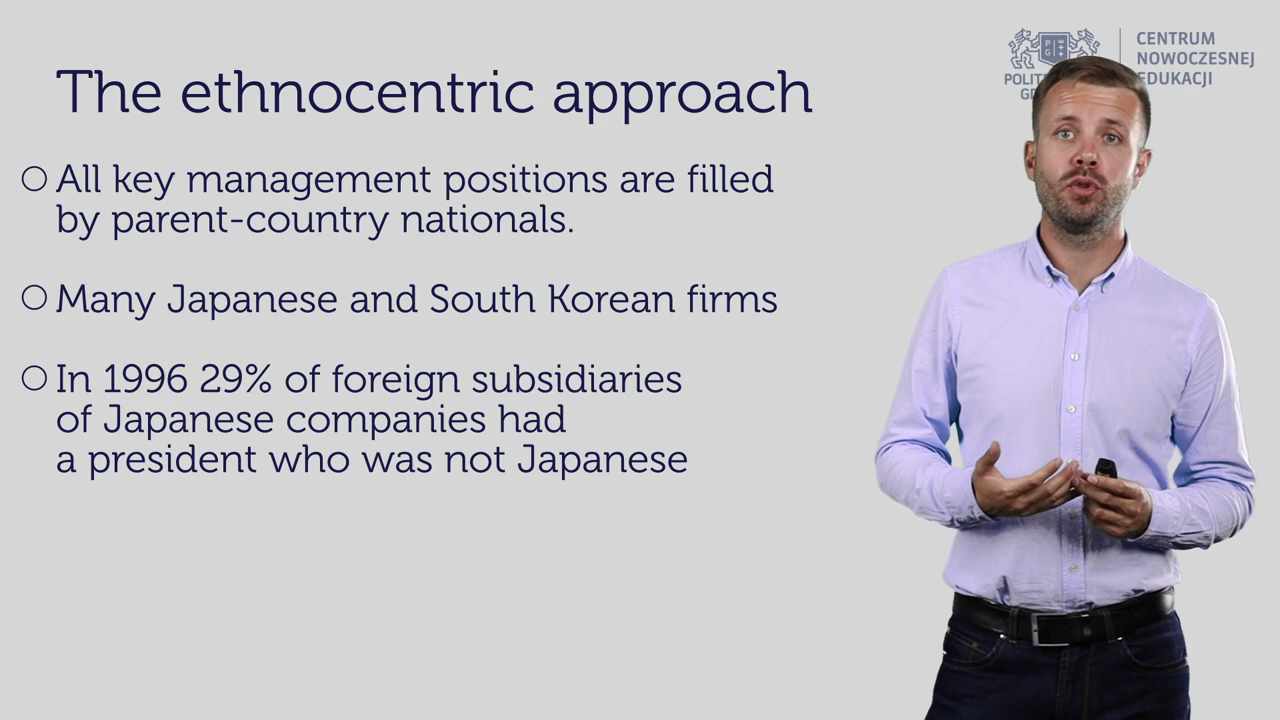 The ethnocentric approach
All key management positions are filled
by parent-country nationals.
Many Japanese and South Korean firms
In 1996 29% of foreign subsidiaries
of Japanese companies had
a president who was not Japanese
CENTRUM
NOWOCZESNEJ
EDUKACJI